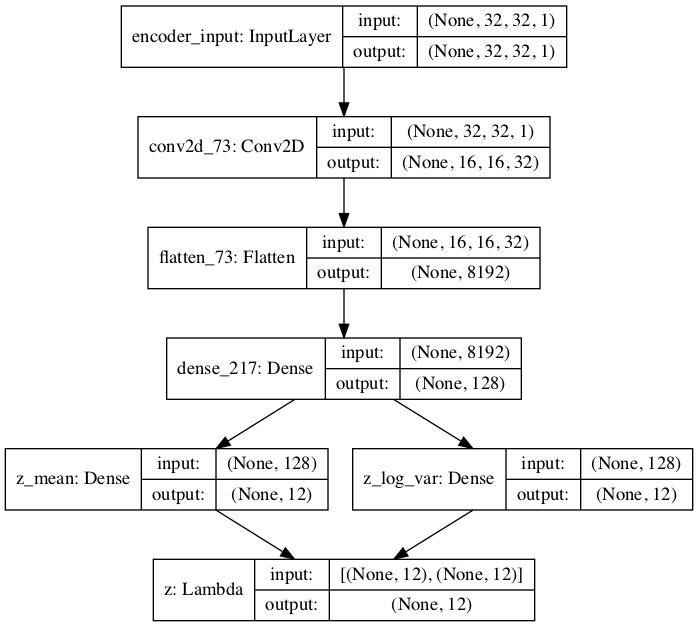 encoder_input: InputLayer
input:
(None, 32, 32, 1)
output:
(None, 32, 32, 1)
conv2d_73: Conv2D
input:
(None, 32, 32, 1)
output:
(None, 16, 16, 32)
flatten_73: Flatten
input:
(None, 16, 16, 32)
output:
(None, 8192)
dense_217: Dense
input:
(None, 8192)
output:
(None, 128)
z_mean: Dense
input:
(None, 128)
output:
(None, 12)
z_log_var: Dense
input:
(None, 128)
output:
(None, 12)
z: Lambda
input:
[(None, 12), (None, 12)]
output:
(None, 12)